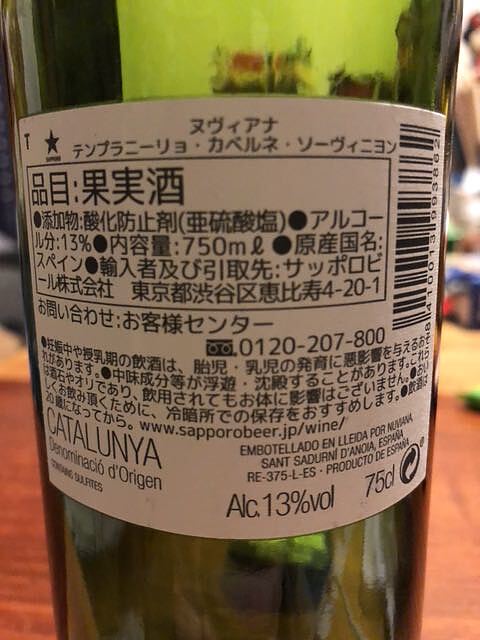 T
SAPPORO
ヌヴィアナ
テンプラニーリョ・カベルネ・ソーヴィニヨン
品目:果実酒
●添加物:酸化防止剤(亜硫酸塩)●アルコー
ル分:13%●内容量:750mℓ●原産国名:
スペイン●輸入者及び引取先:サッポロビ
ール株式会社 東京都渋谷区恵比寿4-20-1
お問い合わせ:お客様センター
0120-207-800
●妊娠中や授乳期の飲酒は、胎児・乳児の発育に悪影響を与える
れがあります。●中味成分等が浮遊・沈殿することがあります。これ
は酒石やオリであり、飲用されてもお体に影響はございません。●おい
しくお飲み頂くために、冷暗所での保存をおすすめします。●飲酒は
20歳になってから。www.sapporobeer.jp/wine/
CATALUNYA
Denominació d'Origen
CONTAINS SULFITES
EMBOTELLADO EN LLEIDA POR NUVIANA,
SANT SADURNÍ D'ANOIA, ESPAÑA
RE-375-L-ES · PRODUCTO DE ESPAÑA
Alc.13%vol
75cl
8410013993862